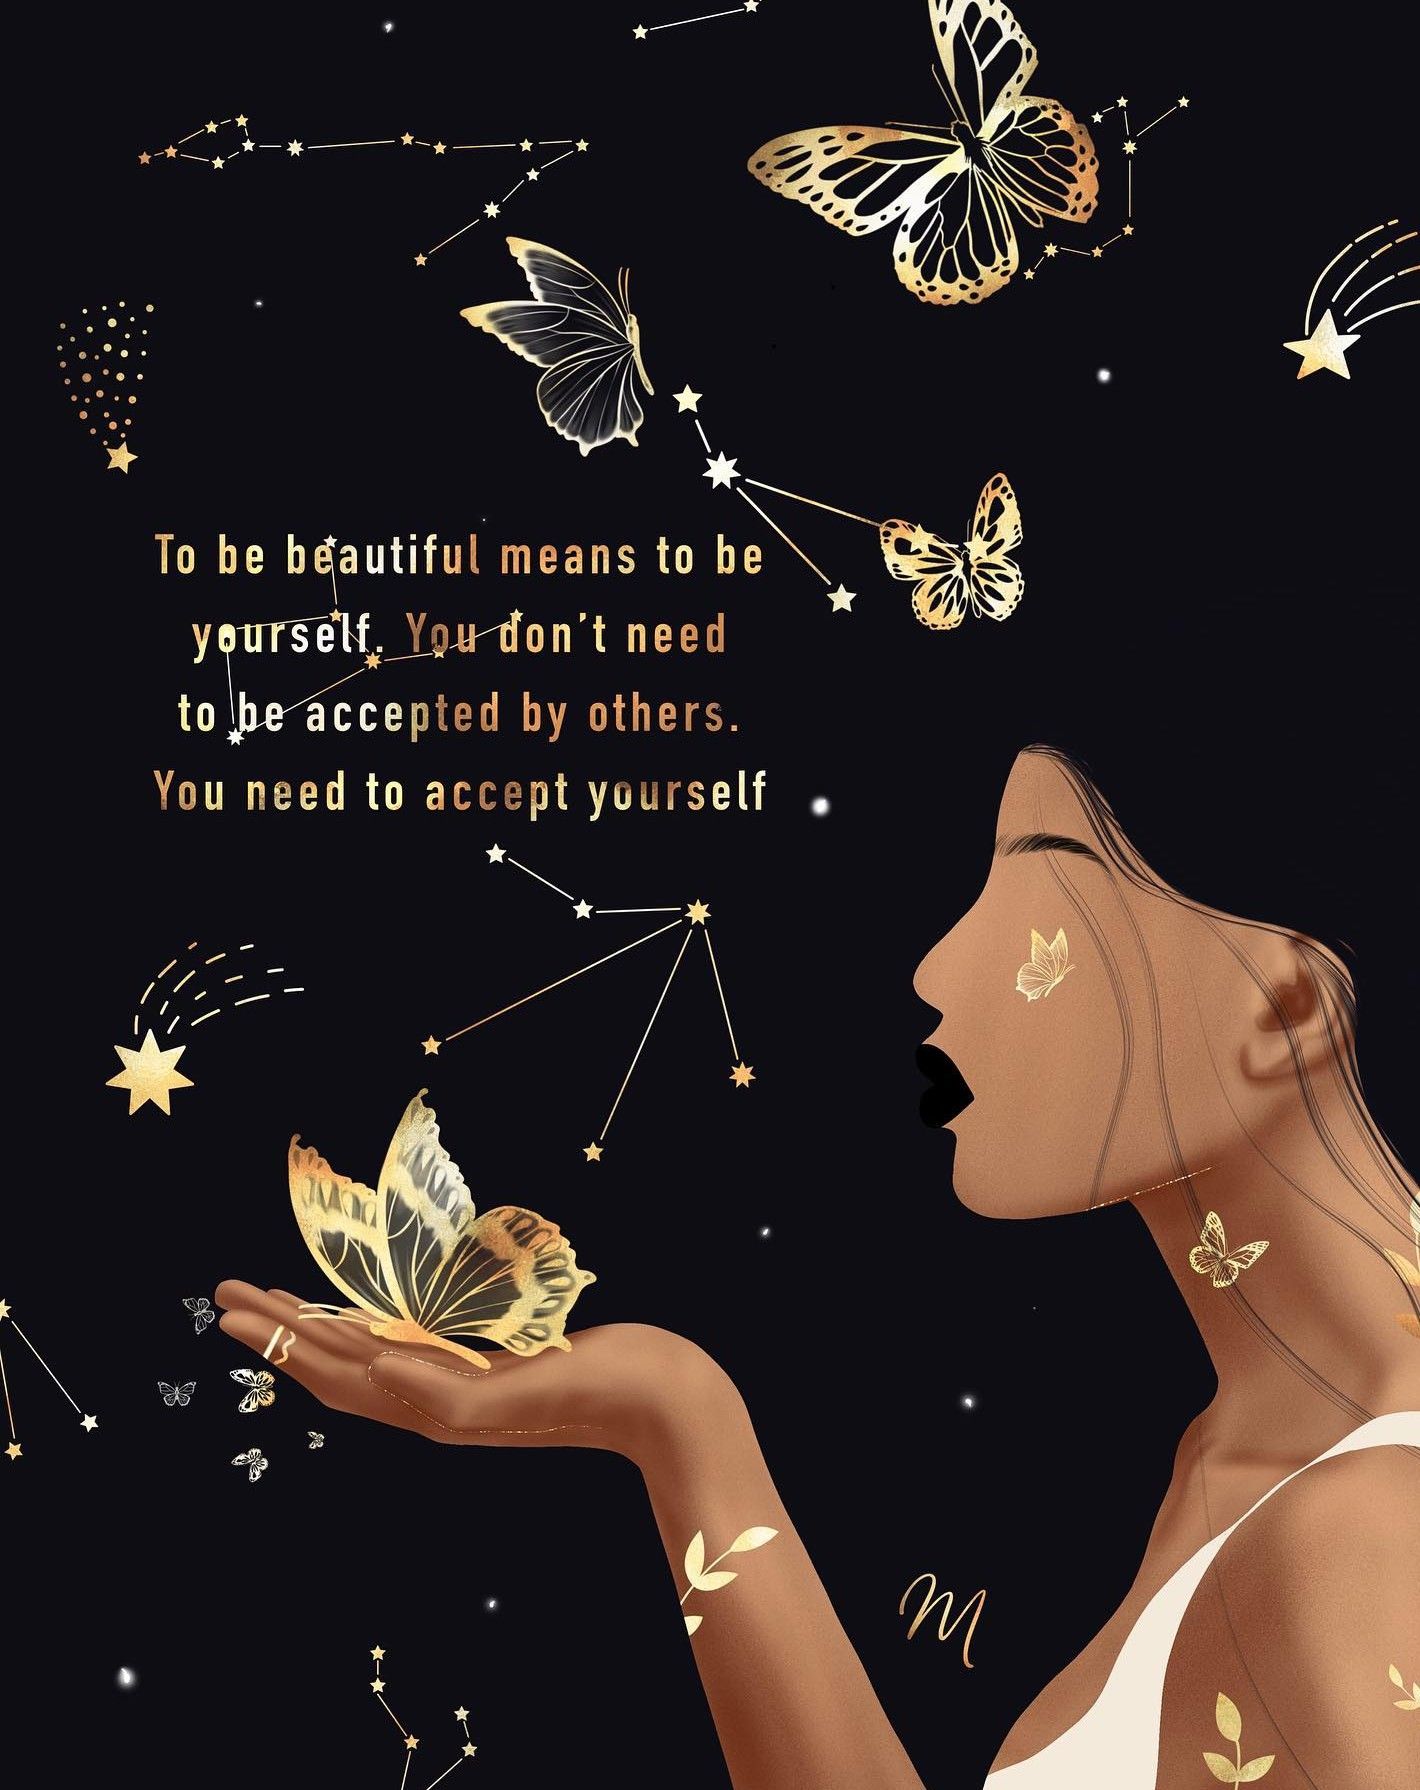 To be beautiful means to be
yourself. You don't need
to be accepted by others.
You need to accept yourself
M